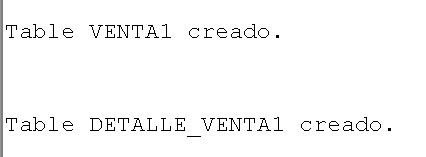 Table VENTA1 creado.
Table DETALLE_VENTA1 creado.